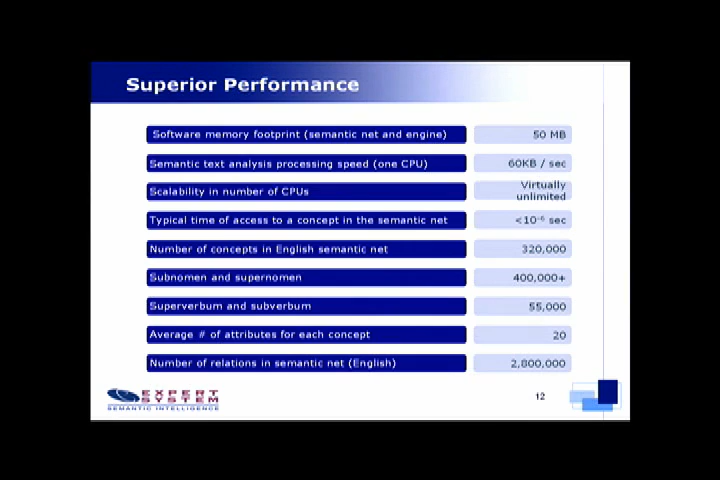 Superior Performance
Software memory footprint (semantic net and engine) 50 MB
Semantic text analysis processing speed (one CPU) 60KB / sec
Scalability in number of CPUs Virtually unlimited
Typical time of access to a concept in the semantic net <10⁻⁶ sec
Number of concepts in English semantic net 320,000
Subnomen and supernomen 400,000+
Superverbum and subverbum 55,000
Average # of attributes for each concept 20
Number of relations in semantic net (English) 2,800,000
EXPERT
SYSTEM
SEMANTIC INTELLIGENCE
12